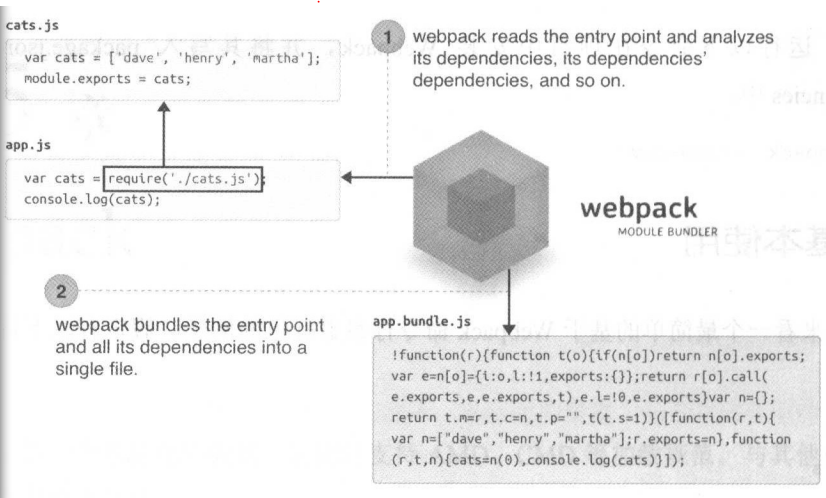 cats.js
var cats = ['dave', 'henry', 'martha'];
module.exports = cats;
1
webpack reads the entry point and analyzes
its dependencies, its dependencies'
dependencies, and so on.
app.js
var cats = require('./cats.js');
console.log(cats);
webpack
MODULE BUNDLER
2
webpack bundles the entry point
and all its dependencies into a
single file.
app.bundle.js
!function(r){function t(o){if(n[o])return n[o].exports;
var e=n[o]={i:o,l:!1,exports:{}};return r[o].call(
e.exports,e,e.exports,t),e.l=!0,e.exports}var n={};
return t.m=r,t.c=n,t.p="",t(t.s=1)}([function(r,t){
var n=["dave","henry","martha"];r.exports=n},function
(r,t,n){cats=n(0),console.log(cats)}]);